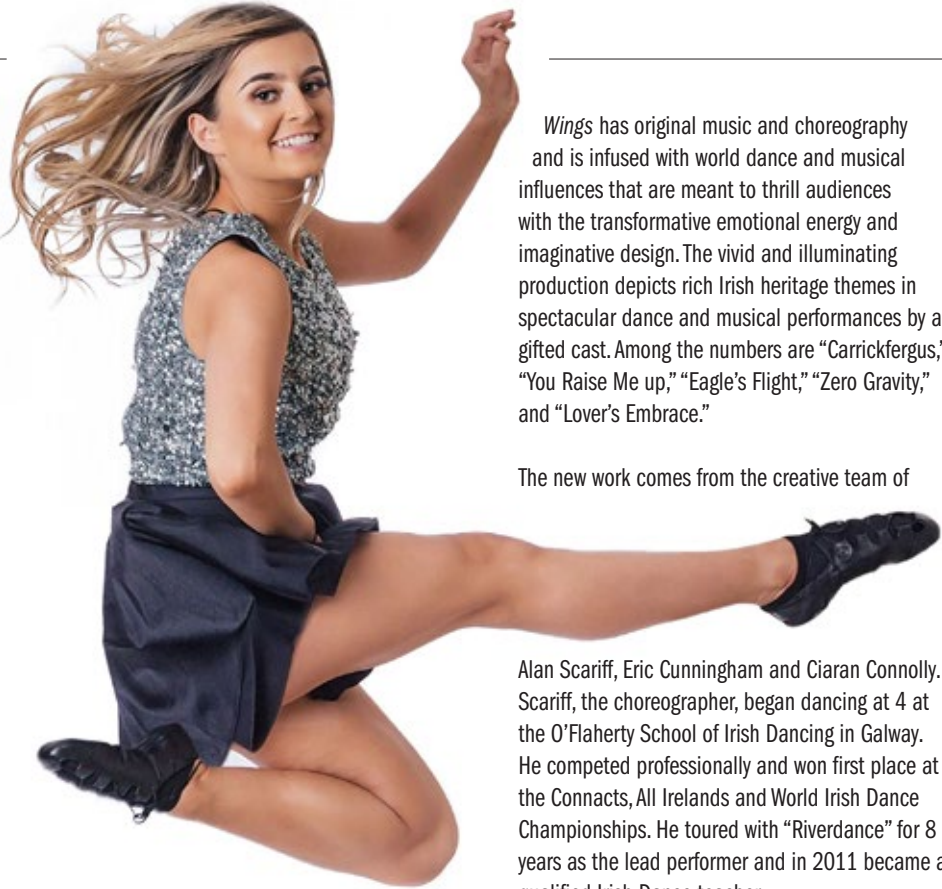 Wings has original music and choreography
and is infused with world dance and musical
influences that are meant to thrill audiences
with the transformative emotional energy and
imaginative design. The vivid and illuminating
production depicts rich Irish heritage themes in
spectacular dance and musical performances by a
gifted cast. Among the numbers are “Carrickfergus,”
“You Raise Me up,” “Eagle’s Flight,” “Zero Gravity,”
and “Lover’s Embrace.”
The new work comes from the creative team of
Alan Scariff, Eric Cunningham and Ciaran Connolly.
Scariff, the choreographer, began dancing at 4 at
the O’Flaherty School of Irish Dancing in Galway.
He competed professionally and won first place at
the Connacts, All Irelands and World Irish Dance
Championships. He toured with “Riverdance” for 8
years as the lead performer and in 2011 became a
qualified Irish Dance teacher